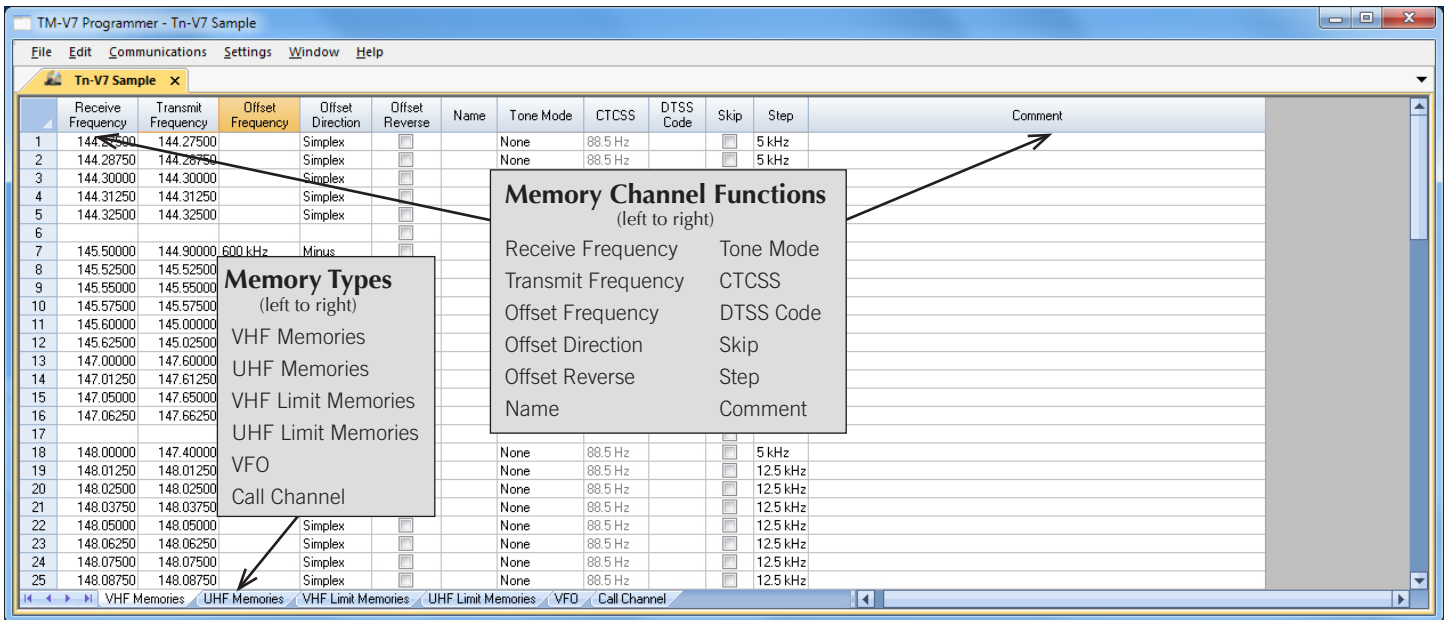 TM-V7 Programmer - Tn-V7 Sample
File Edit Communications Settings Window Help
Tn-V7 Sample x
Receive Frequency Transmit Frequency Offset Frequency Offset Direction Offset Reverse Name Tone Mode CTCSS DTSS Code Skip Step Comment
1 144.27500 144.27500 Simplex None 88.5 Hz 5 kHz
2 144.28750 144.28750 Simplex None 88.5 Hz 5 kHz
3 144.30000 144.30000 Simplex
4 144.31250 144.31250 Simplex
5 144.32500 144.32500 Simplex
6
7 145.50000 144.90000 600 kHz Minus
8 145.52500 145.52500
9 145.55000 145.55000
10 145.57500 145.57500
11 145.60000 145.00000
12 145.62500 145.02500
13 147.00000 147.60000
14 147.01250 147.61250
15 147.05000 147.65000
16 147.06250 147.66250
17
18 148.00000 147.40000 None 88.5 Hz 5 kHz
19 148.01250 148.01250 None 88.5 Hz 12.5 kHz
20 148.02500 148.02500 None 88.5 Hz 12.5 kHz
21 148.03750 148.03750 None 88.5 Hz 12.5 kHz
22 148.05000 148.05000 Simplex None 88.5 Hz 12.5 kHz
23 148.06250 148.06250 Simplex None 88.5 Hz 12.5 kHz
24 148.07500 148.07500 Simplex None 88.5 Hz 12.5 kHz
25 148.08750 148.08750 Simplex None 88.5 Hz 12.5 kHz
Memory Channel Functions
(left to right)
Receive Frequency Tone Mode
Transmit Frequency CTCSS
Offset Frequency DTSS Code
Offset Direction Skip
Offset Reverse Step
Name Comment
Memory Types
(left to right)
VHF Memories
UHF Memories
VHF Limit Memories
UHF Limit Memories
VFO
Call Channel
VHF Memories UHF Memories VHF Limit Memories UHF Limit Memories VFO Call Channel